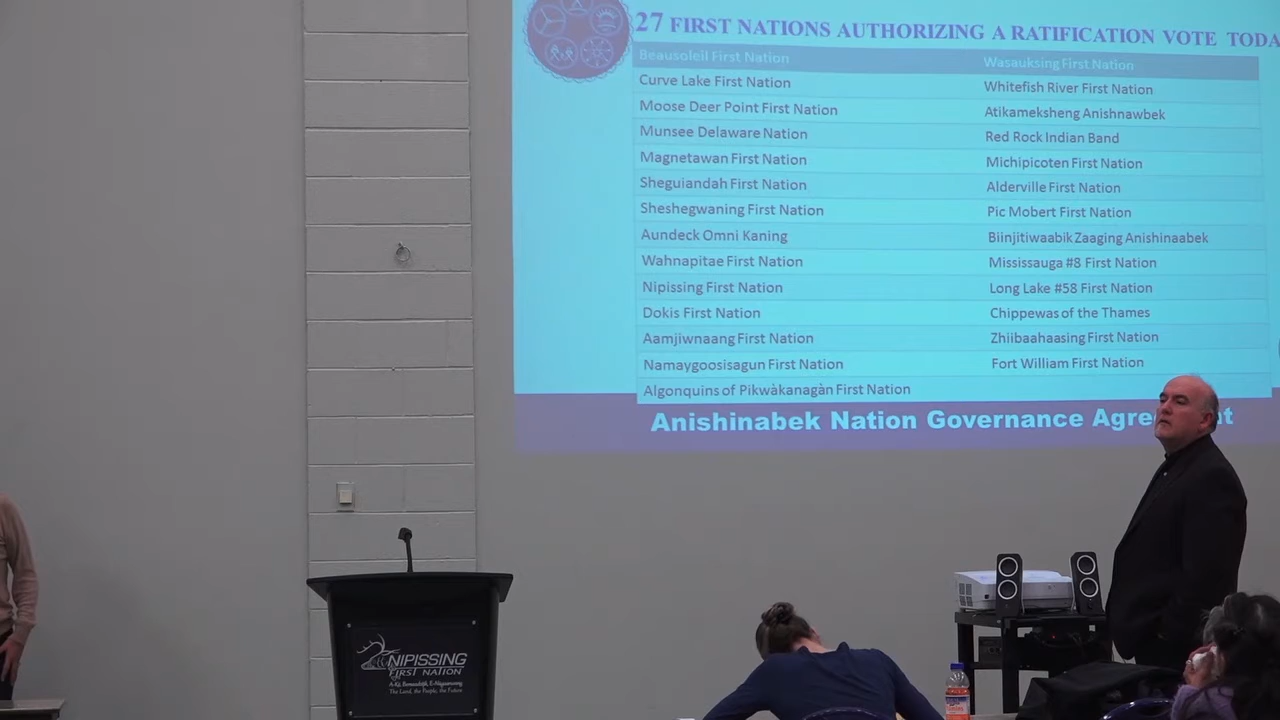 27 FIRST NATIONS AUTHORIZING A RATIFICATION VOTE TODA
Beausoleil First Nation Wasauksing First Nation
Curve Lake First Nation Whitefish River First Nation
Moose Deer Point First Nation Atikameksheng Anishnawbek
Munsee Delaware Nation Red Rock Indian Band
Magnetawan First Nation Michipicoten First Nation
Sheguiandah First Nation Alderville First Nation
Sheshegwaning First Nation Pic Mobert First Nation
Aundeck Omni Kaning Biinjitiwaabik Zaaging Anishinaabek
Wahnapitae First Nation Mississauga #8 First Nation
Nipissing First Nation Long Lake #58 First Nation
Dokis First Nation Chippewas of the Thames
Aamjiwnaang First Nation Zhiibaahaasing First Nation
Namaygoosisagun First Nation Fort William First Nation
Algonquins of Pikwàkanagàn First Nation
Anishinabek Nation Governance Agre t
NIPISSING
FIRST NATION
The Land, the People, the Future